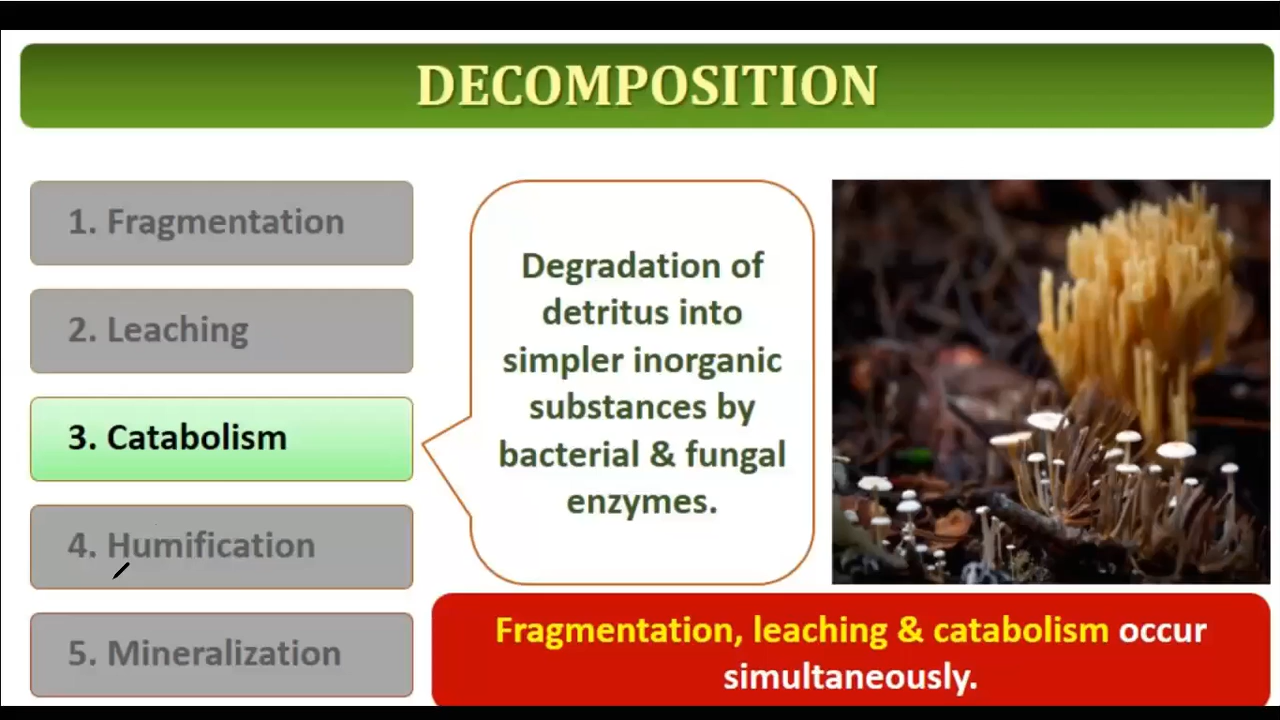 DECOMPOSITION
1. Fragmentation
2. Leaching
3. Catabolism
4. Humification
5. Mineralization
Degradation of
detritus into
simpler inorganic
substances by
bacterial & fungal
enzymes.
Fragmentation, leaching & catabolism occur
simultaneously.